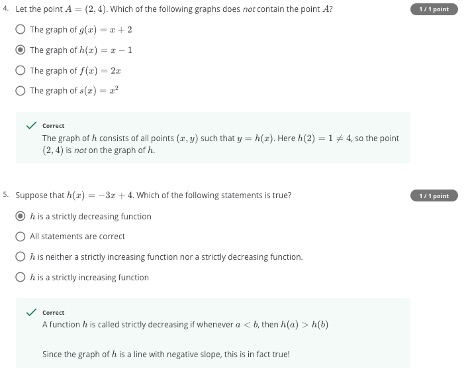 4. Let the point A = (2, 4). Which of the following graphs does not contain the point A?
1 / 1 point
The graph of g(x) = x + 2
The graph of h(x) = x − 1
The graph of f(x) = 2x
The graph of s(x) = x²
Correct
The graph of h consists of all points (x, y) such that y = h(x). Here h(2) = 1 ≠ 4, so the point
(2, 4) is not on the graph of h.
5. Suppose that h(x) = −3x + 4. Which of the following statements is true?
1 / 1 point
h is a strictly decreasing function
All statements are correct
h is neither a strictly increasing function nor a strictly decreasing function.
h is a strictly increasing function
Correct
A function h is called strictly decreasing if whenever a < b, then h(a) > h(b)
Since the graph of h is a line with negative slope, this is in fact true!